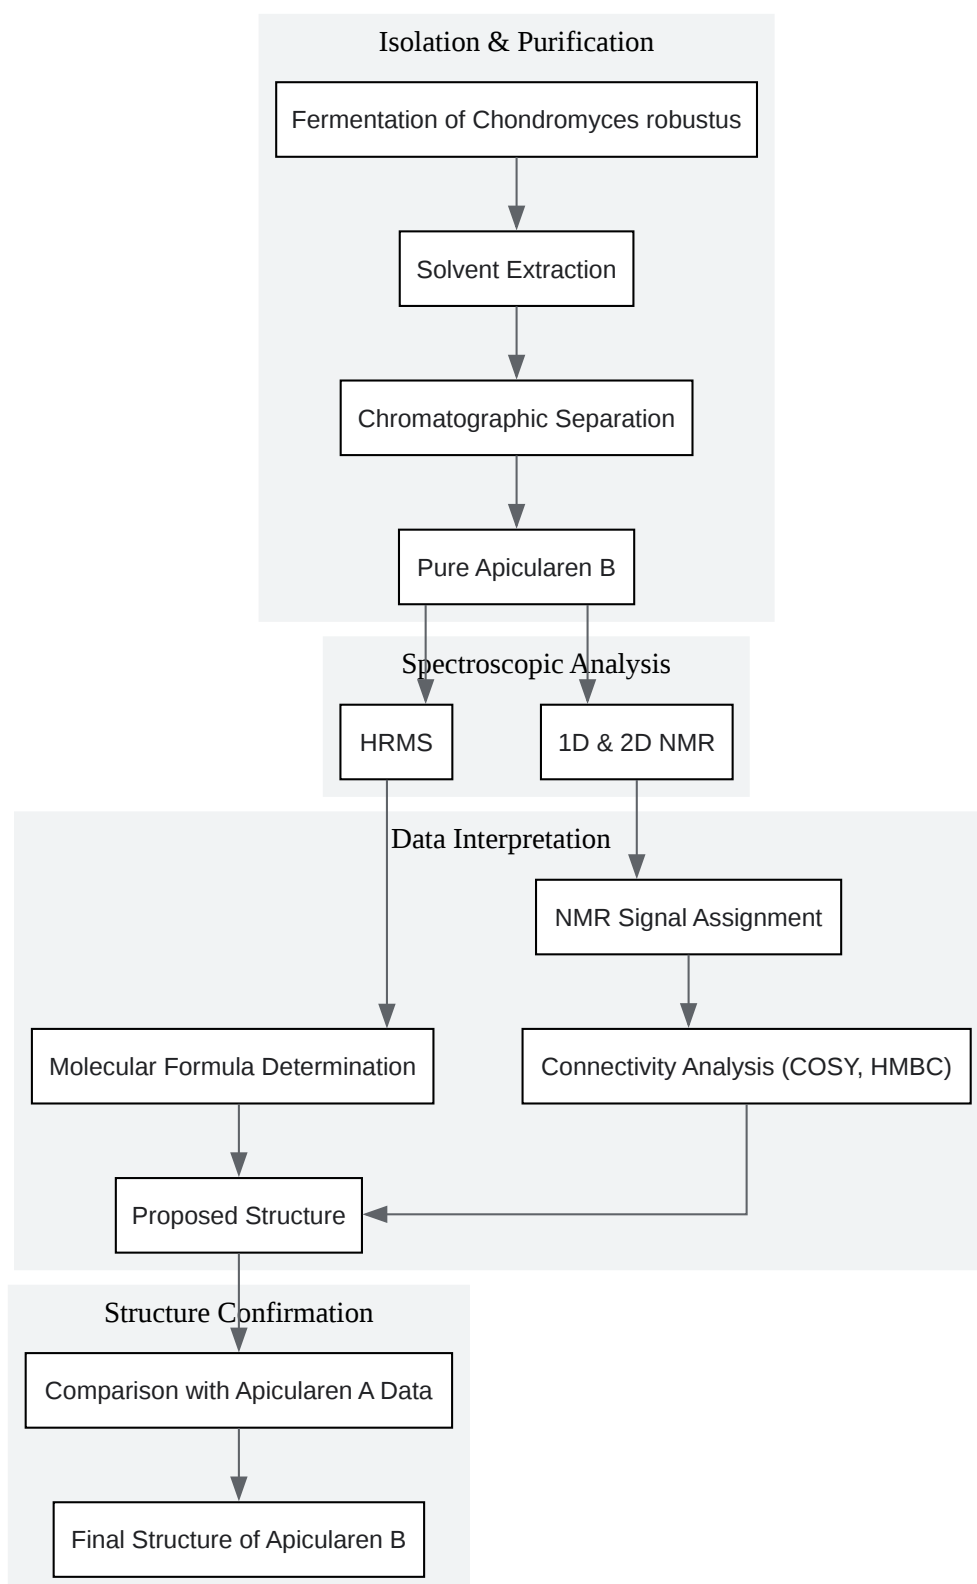 Isolation & Purification
Fermentation of Chondromyces robustus
Solvent Extraction
Chromatographic Separation
Pure Apicularen B
Spectroscopic Analysis
HRMS
1D & 2D NMR
Data Interpretation
NMR Signal Assignment
Molecular Formula Determination
Connectivity Analysis (COSY, HMBC)
Proposed Structure
Structure Confirmation
Comparison with Apicularen A Data
Final Structure of Apicularen B